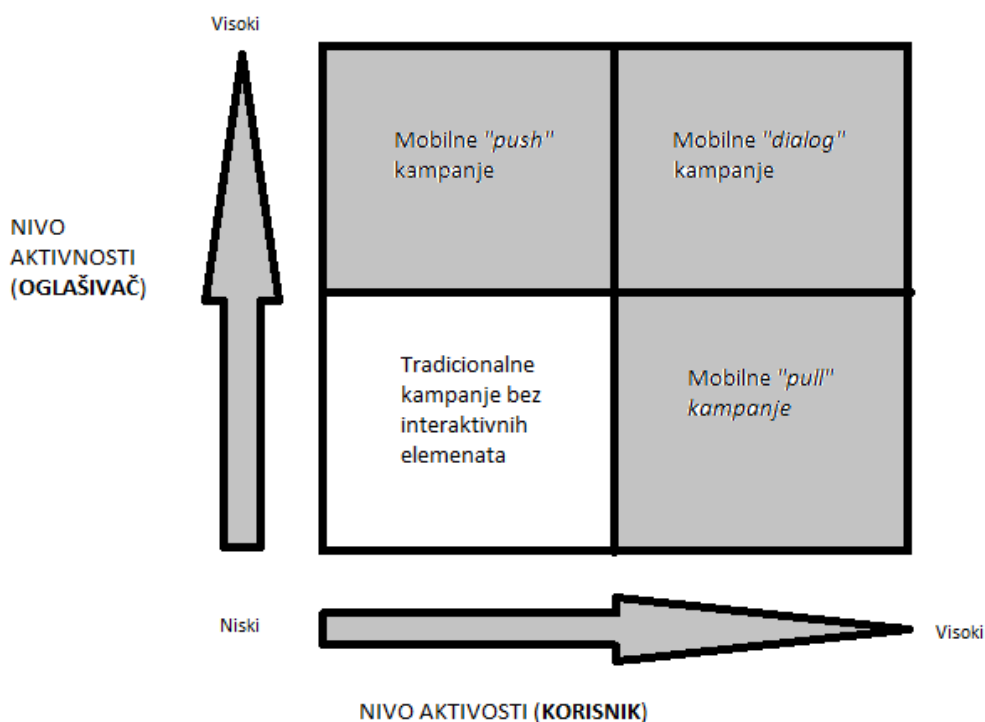 Visoki
Mobilne "push"
kampanje
Mobilne "dialog"
kampanje
NIVO
AKTIVNOSTI
(OGLAŠIVAČ)
Tradicionalne
kampanje bez
interaktivnih
elemenata
Mobilne "pull"
kampanje
Niski
Visoki
NIVO AKTIVOSTI (KORISNIK)